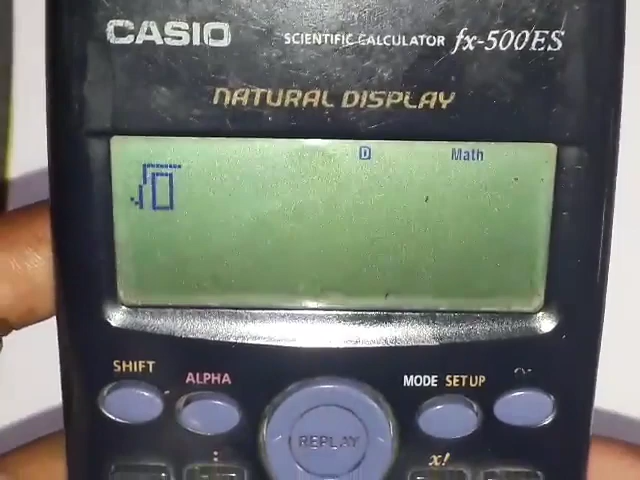 CASIO SCIENTIFIC CALCULATOR fx-500ES
NATURAL DISPLAY
D Math
√▯
SHIFT ALPHA MODE SETUP
REPLAY
: x!